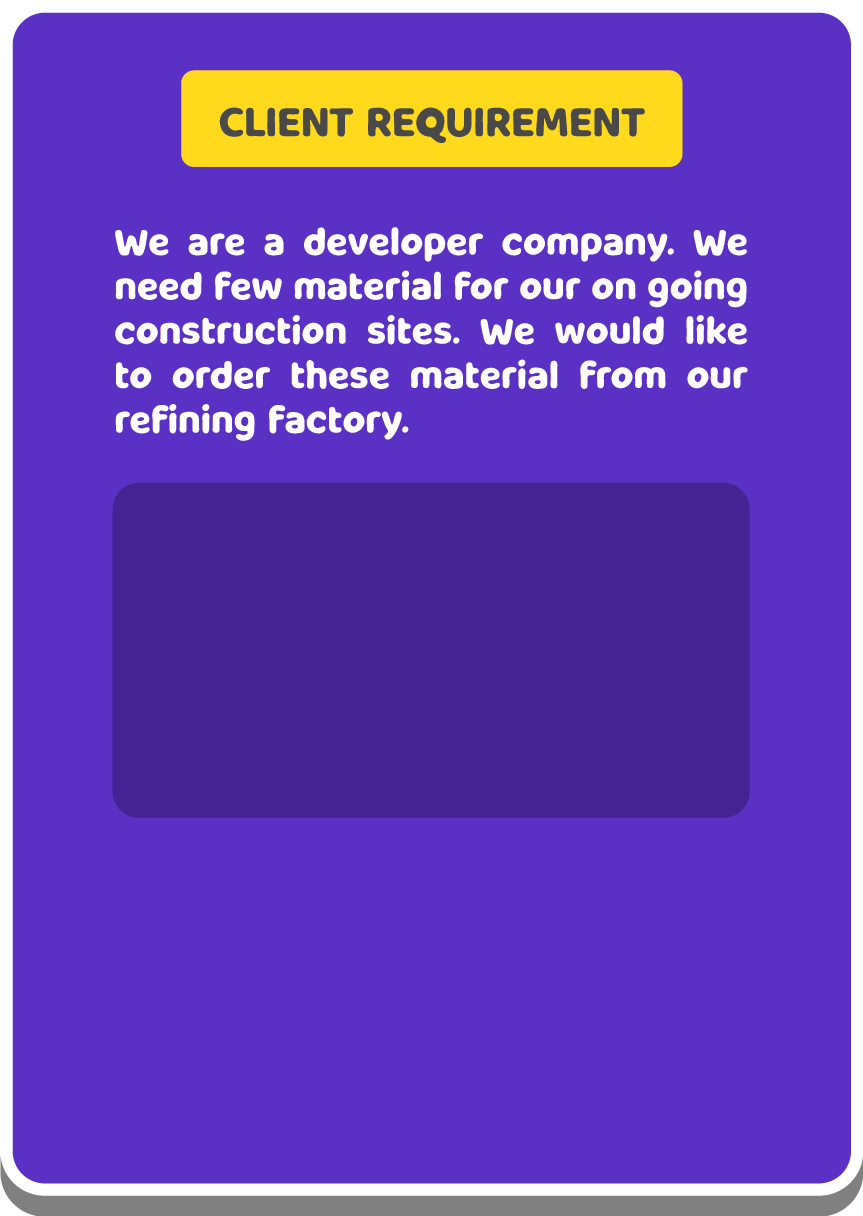 CLIENT REQUIREMENT
We are a developer company. We
need few material for our on going
construction sites. We would like
to order these material from our
refining factory.